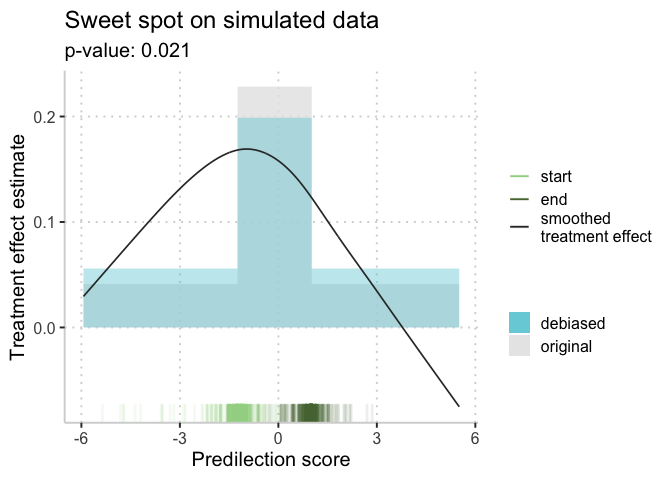 Sweet spot on simulated data
p-value: 0.021
Treatment effect estimate
0.2
0.1
0.0
-6
-3
0
3
6
Predilection score
start
end
smoothed
treatment effect
debiased
original